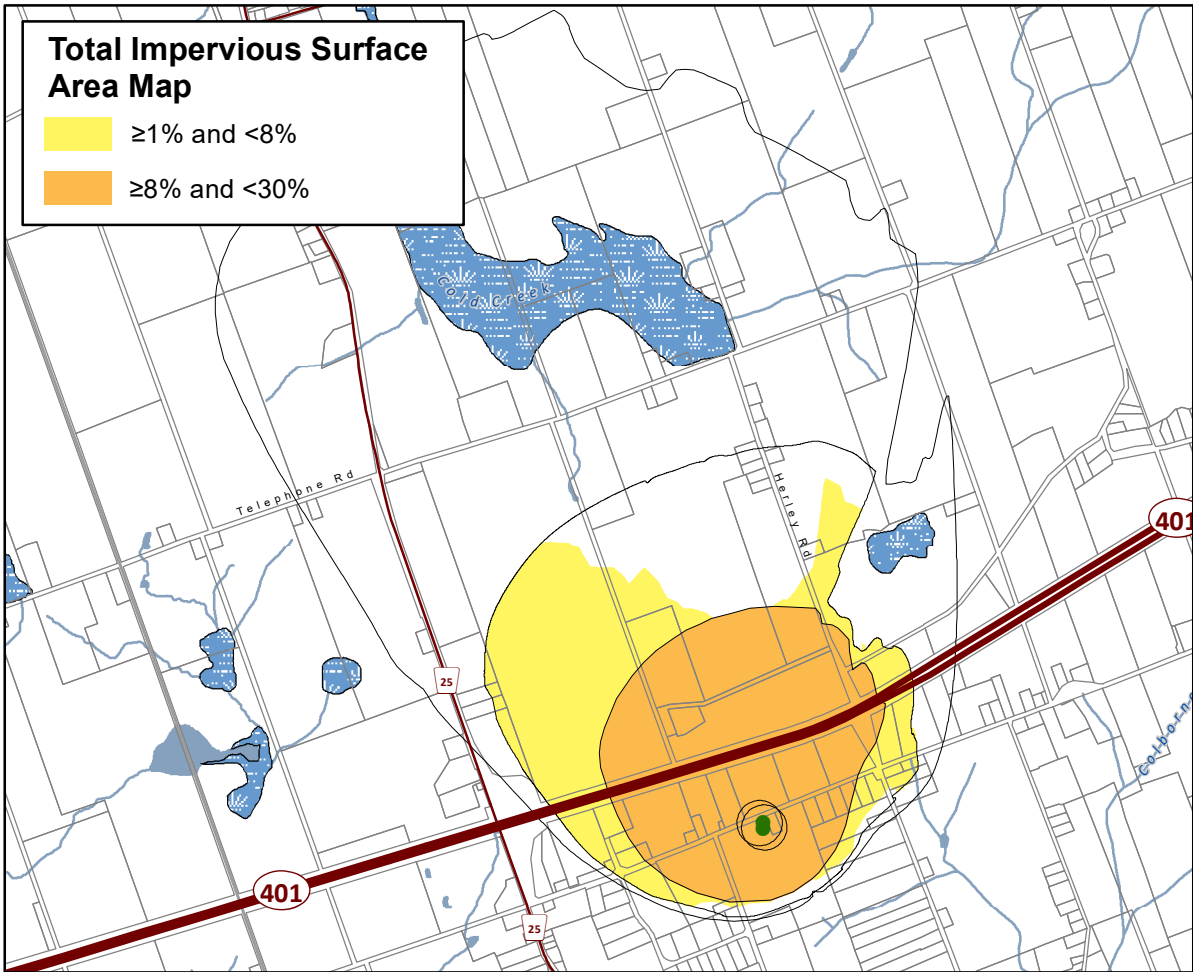 Total Impervious Surface
Area Map
≥1% and <8%
≥8% and <30%
Cold Creek
Telephone Rd
Herley Rd
401
25
Colborne
401
25